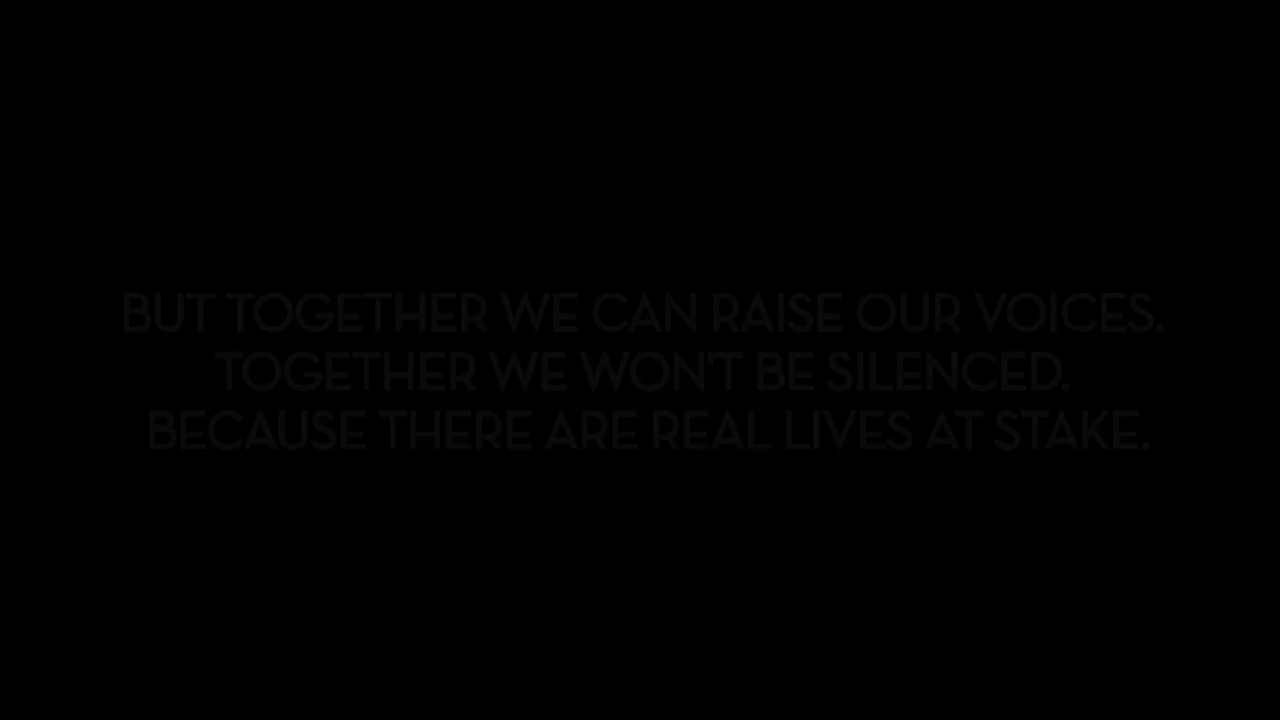 BUT TOGETHER WE CAN RAISE OUR VOICES.
TOGETHER WE WON'T BE SILENCED.
BECAUSE THERE ARE REAL LIVES AT STAKE.